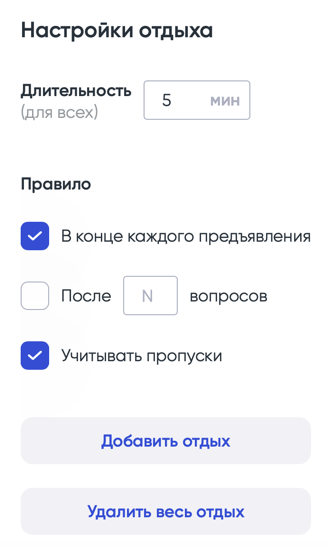 Настройки отдыха
Длительность
(для всех)
5 мин
Правило
В конце каждого предъявления
После N вопросов
Учитывать пропуски
Добавить отдых
Удалить весь отдых